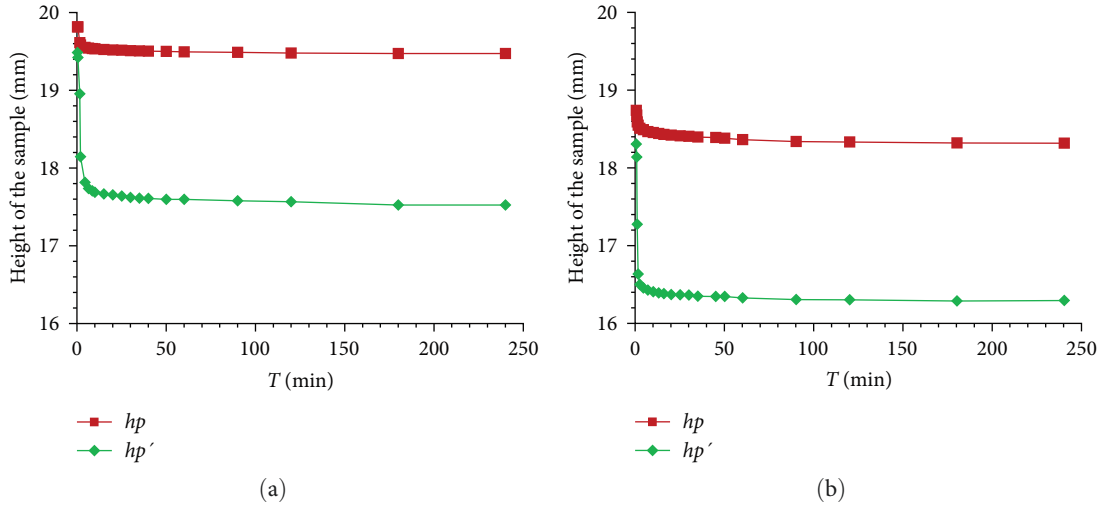 20
19
18
17
16
Height of the sample (mm)
0 50 100 150 200 250
T (min)
hp
hp´
(a)
20
19
18
17
16
Height of the sample (mm)
0 50 100 150 200 250
T (min)
hp
hp´
(b)